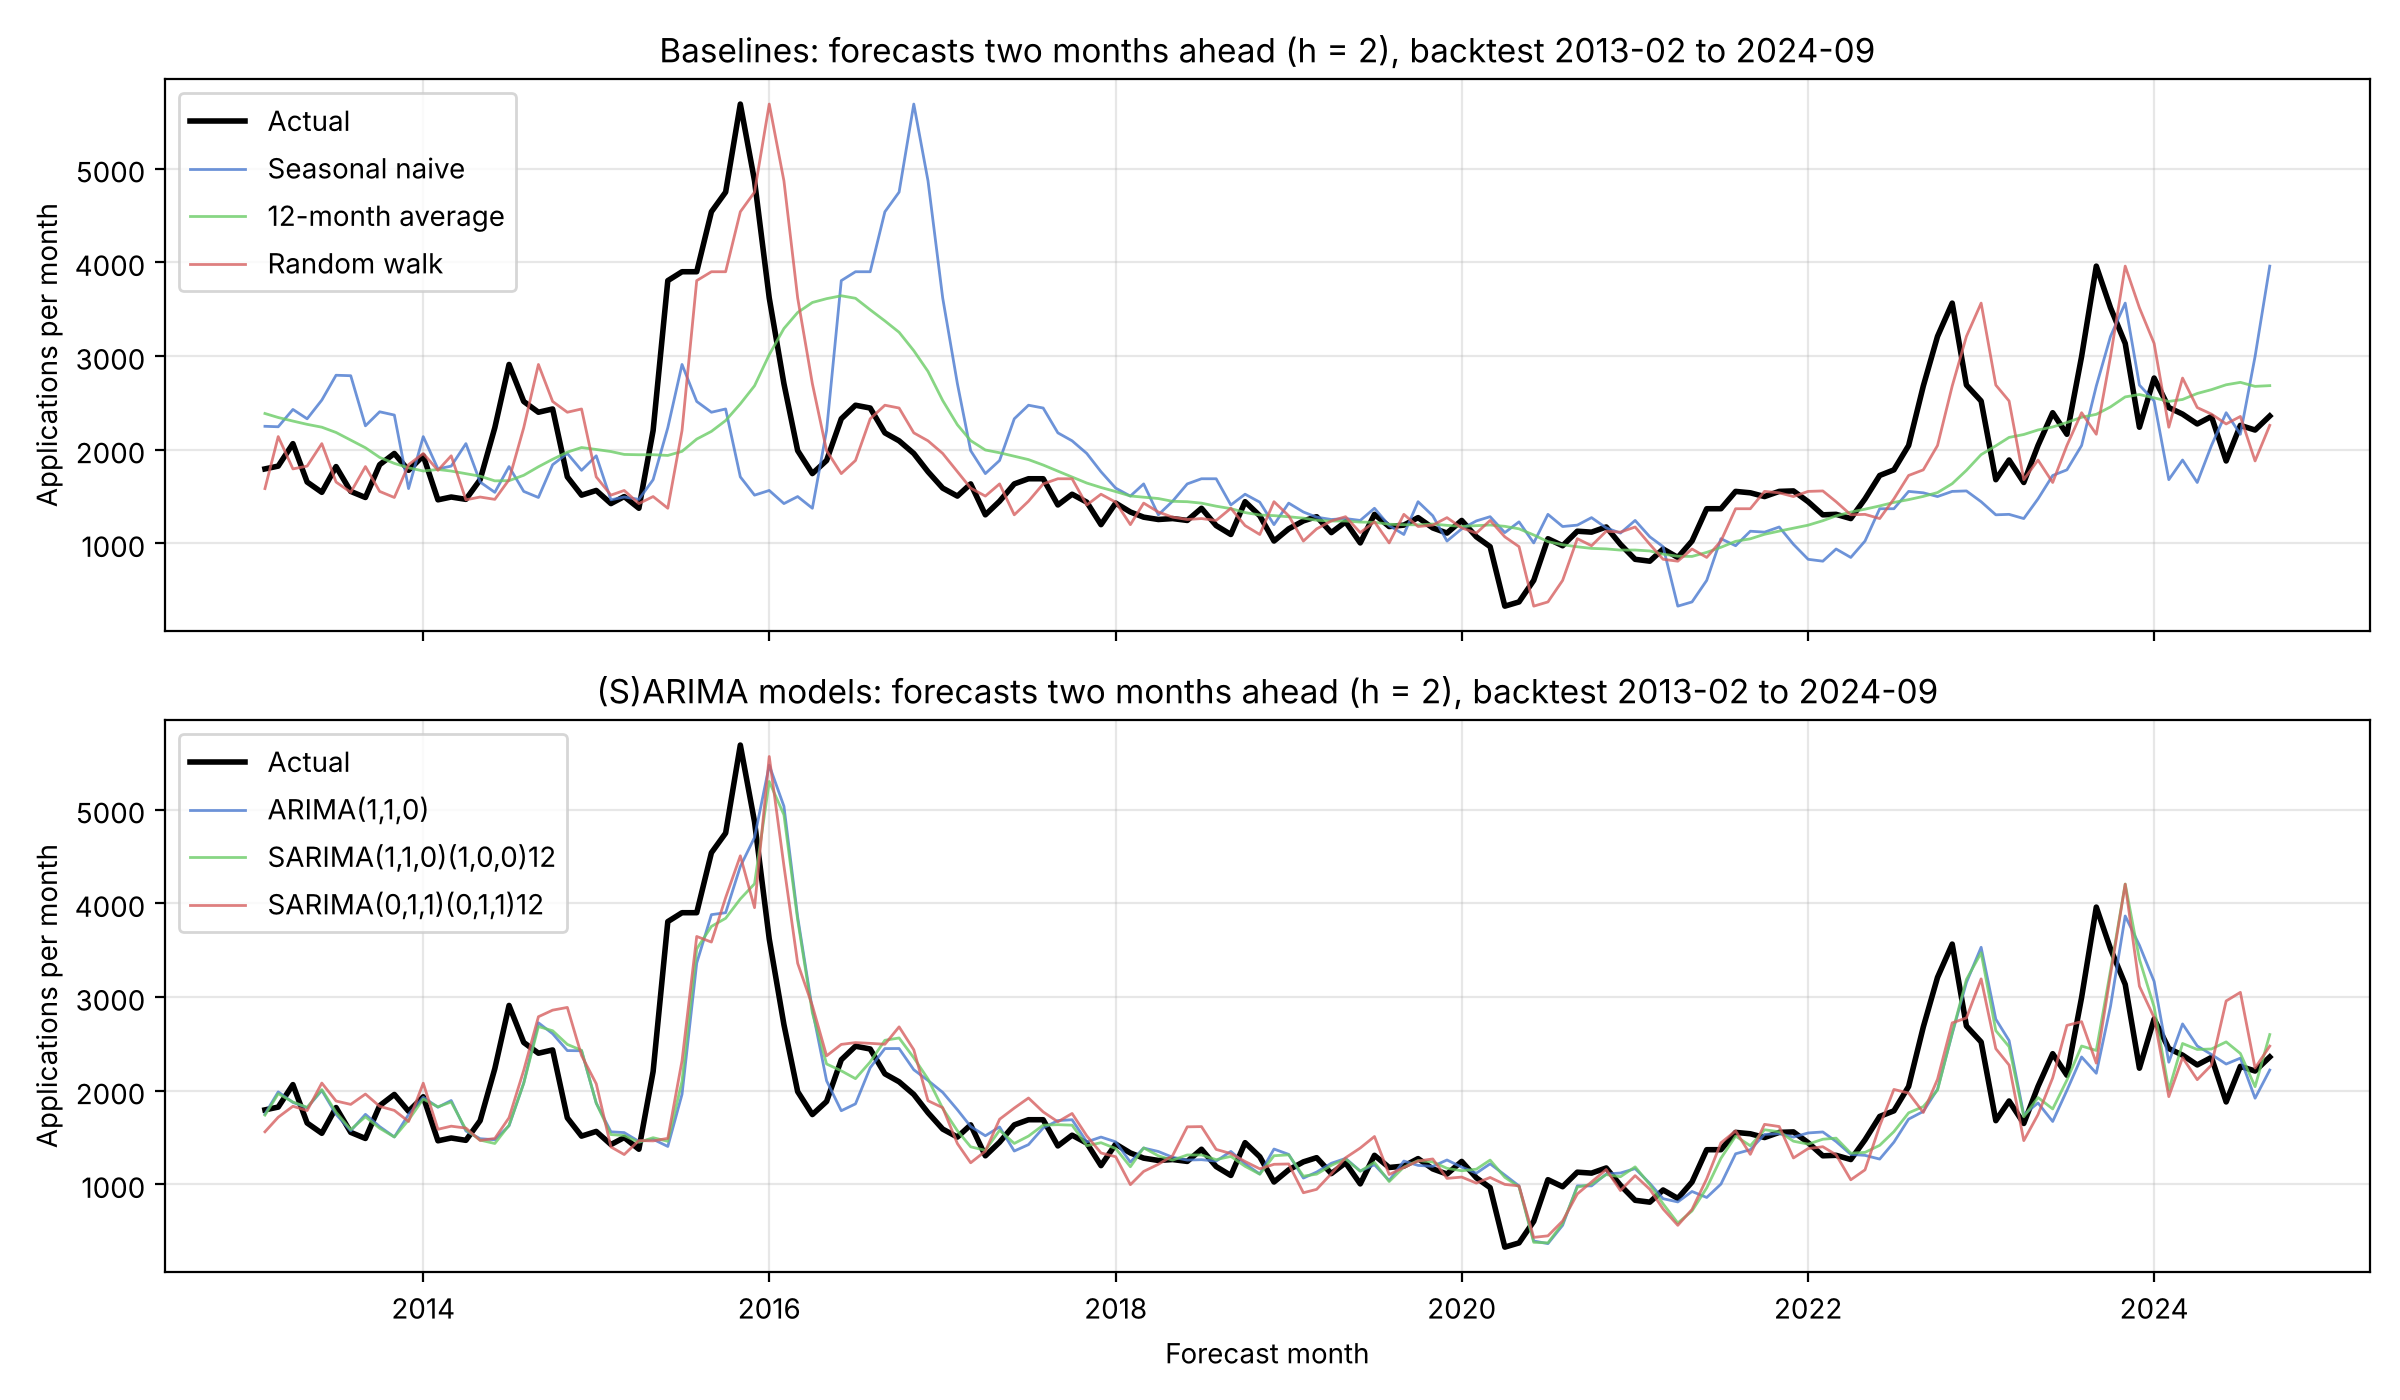 Baselines: forecasts two months ahead (h = 2), backtest 2013-02 to 2024-09
Applications per month
5000
4000
3000
2000
1000
Actual
Seasonal naive
12-month average
Random walk
(S)ARIMA models: forecasts two months ahead (h = 2), backtest 2013-02 to 2024-09
Applications per month
5000
4000
3000
2000
1000
Actual
ARIMA(1,1,0)
SARIMA(1,1,0)(1,0,0)12
SARIMA(0,1,1)(0,1,1)12
2014 2016 2018 2020 2022 2024
Forecast month